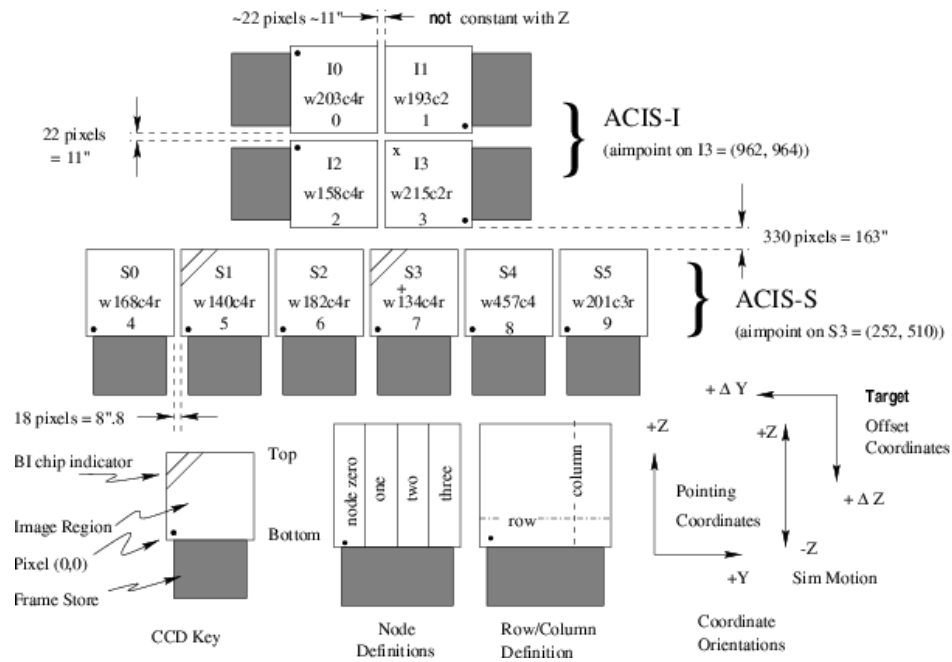 ~22 pixels ~11" not constant with Z
I0
w203c4r
0
I1
w193c2
1
22 pixels
= 11"
I2
w158c4r
2
x
I3
w215c2r
3
ACIS-I
(aimpoint on I3 = (962, 964))
330 pixels = 163"
S0
w168c4r
4
S1
w140c4r
5
S2
w182c4r
6
S3
+
w134c4r
7
S4
w457c4
8
S5
w201c3r
9
ACIS-S
(aimpoint on S3 = (252, 510))
18 pixels = 8".8
BI chip indicator
Image Region
Pixel (0,0)
Frame Store
CCD Key
Top
Bottom
node zero
one
two
three
Node
Definitions
row
column
Row/Column
Definition
+Z
Pointing
Coordinates
+Y
+Z
-Z
Sim Motion
+ Δ Y
Target
Offset
Coordinates
+ Δ Z
Coordinate
Orientations